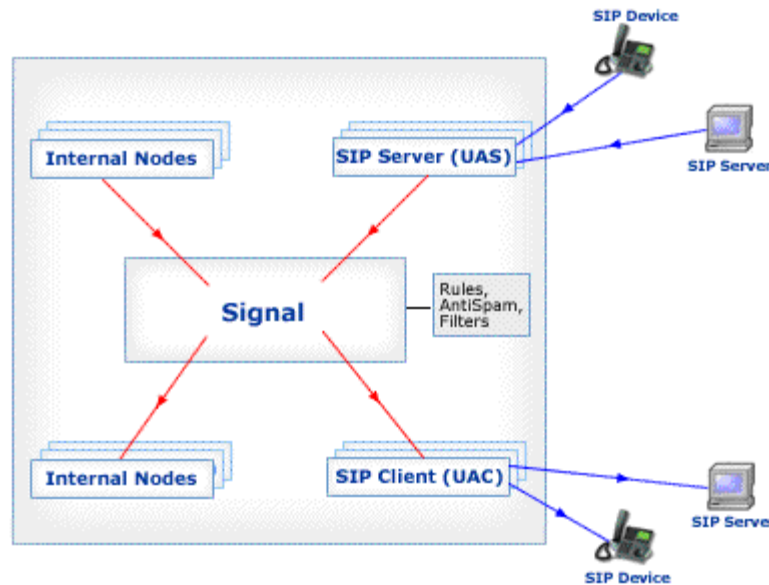 SIP Device
Internal Nodes
SIP Server (UAS)
SIP Server
Signal
Rules,
AntiSpam,
Filters
Internal Nodes
SIP Client (UAC)
SIP Server
SIP Device